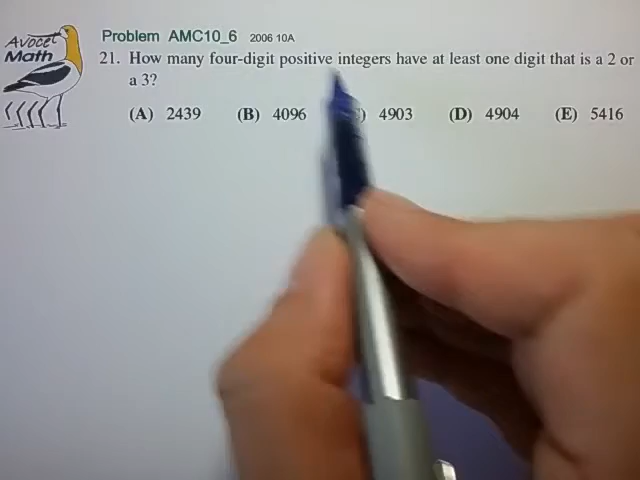 Avocet
Math
Problem AMC10_6 2006 10A
21. How many four-digit positive integers have at least one digit that is a 2 or
a 3?
(A) 2439 (B) 4096 ) 4903 (D) 4904 (E) 5416